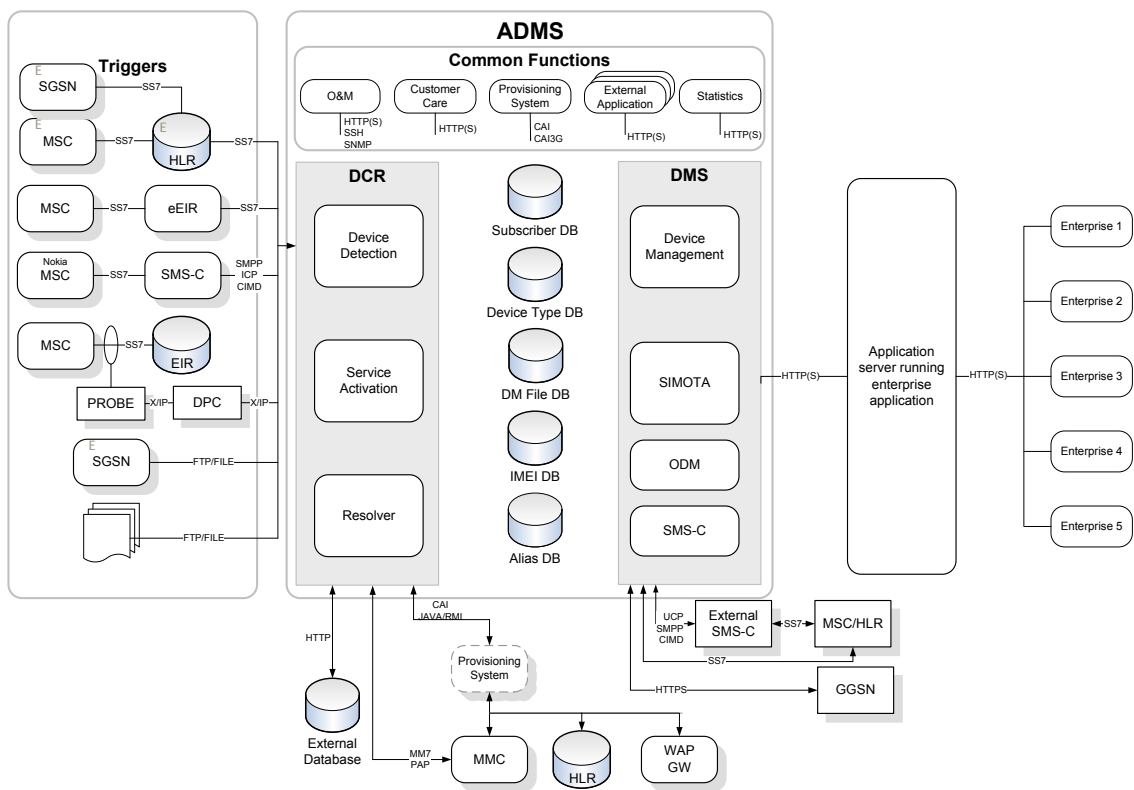 Triggers
E
SGSN
SS7
E
MSC
SS7
E
HLR
SS7
MSC
SS7
eEIR
SS7
Nokia
MSC
SS7
SMS-C
SMPP
ICP
CIMD
MSC
SS7
EIR
PROBE
X/IP
DPC
X/IP
E
SGSN
FTP/FILE
FTP/FILE
ADMS
Common Functions
O&M
HTTP(S)
SSH
SNMP
Customer
Care
HTTP(S)
Provisioning
System
CAI
CAI3G
External
Application
HTTP(S)
Statistics
HTTP(S)
DCR
Device
Detection
Service
Activation
Resolver
Subscriber DB
Device Type DB
DM File DB
IMEI DB
Alias DB
DMS
Device
Management
SIMOTA
ODM
SMS-C
HTTP(S)
Application
server running
enterprise
application
HTTP(S)
Enterprise 1
Enterprise 2
Enterprise 3
Enterprise 4
Enterprise 5
HTTP
External
Database
MM7
PAP
CAI
JAVA/RMI
Provisioning
System
MMC
HLR
WAP
GW
UCP
SMPP
CIMD
External
SMS-C
SS7
MSC/HLR
SS7
HTTPS
GGSN